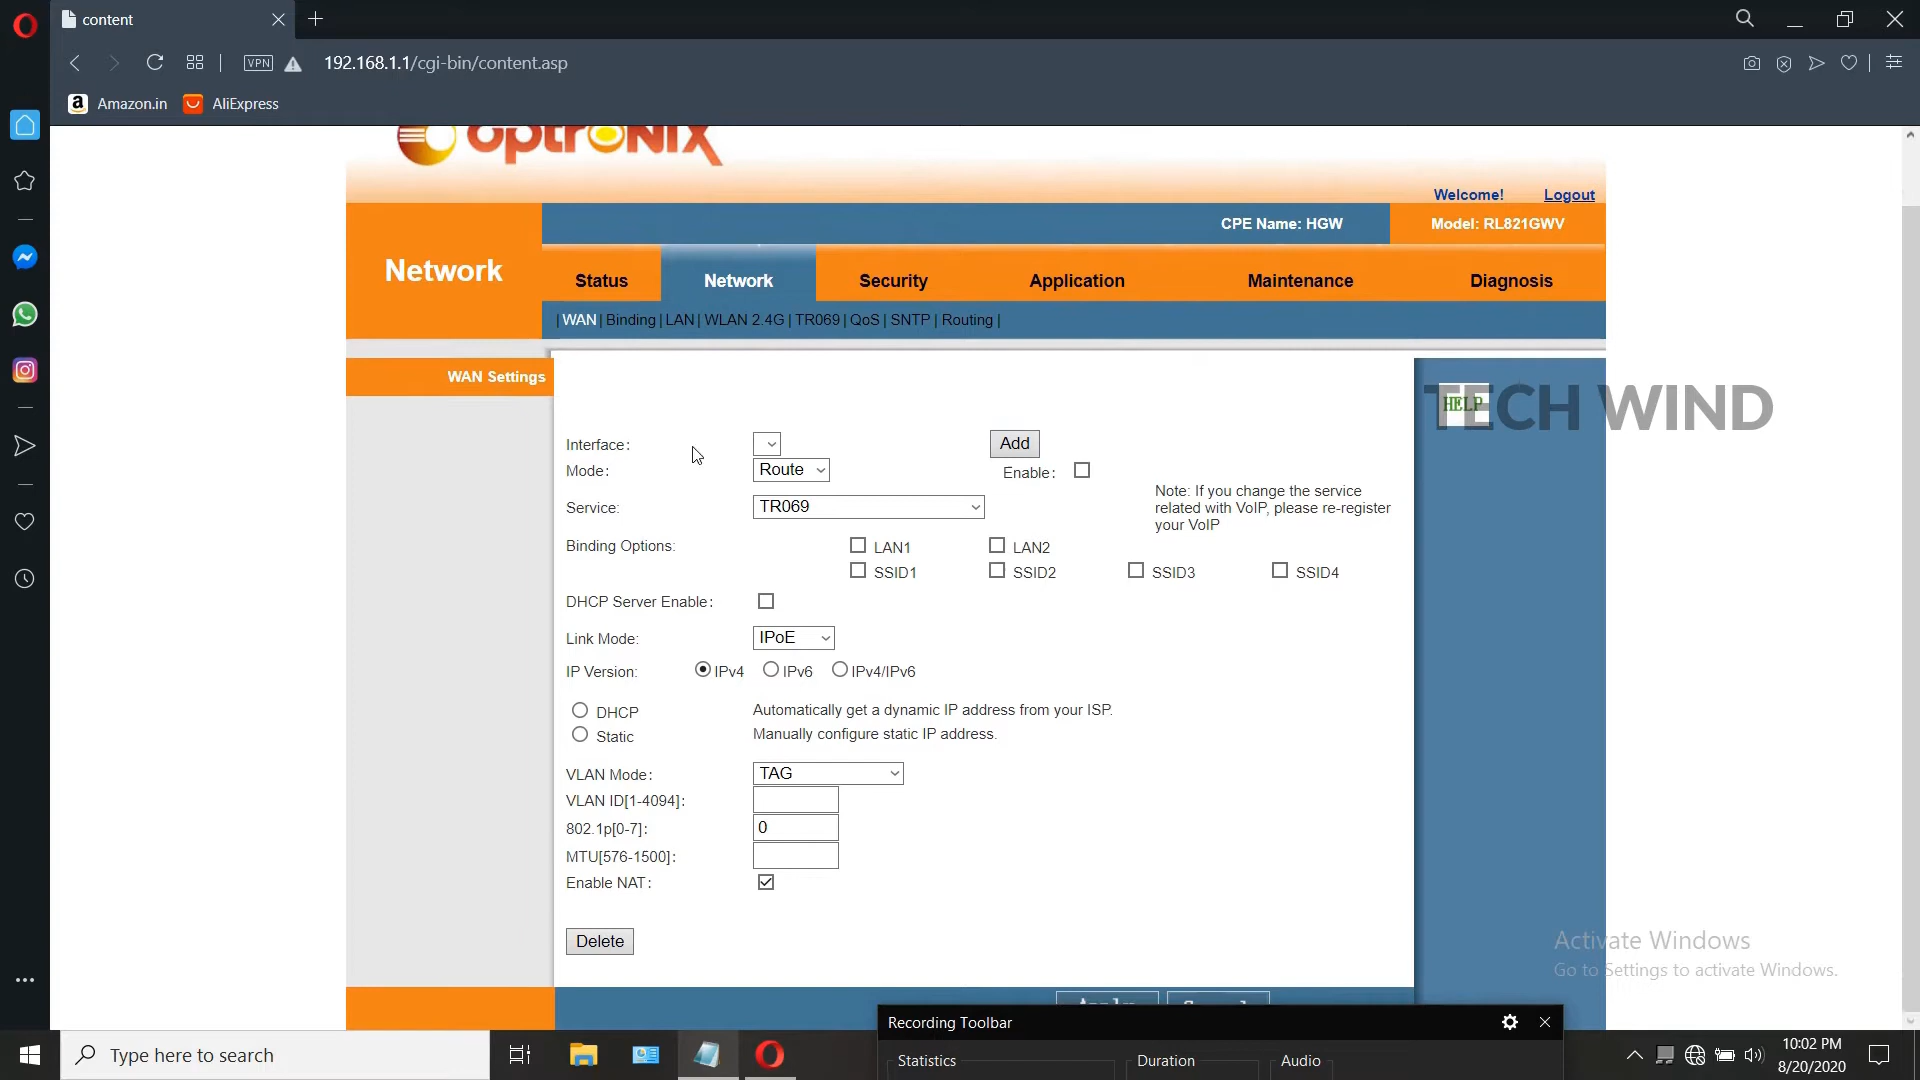 content
VPN
192.168.1.1/cgi-bin/content.asp
a Amazon.in AliExpress
optronix
Welcome! Logout
CPE Name: HGW Model: RL821GWV
Network Status Network Security Application Maintenance Diagnosis
| WAN | Binding | LAN | WLAN 2.4G | TR069 | QoS | SNTP | Routing |
WAN Settings
HELP
TECH WIND
Interface: Add
Mode: Route Enable:
Service: TR069
Note: If you change the service
related with VoIP, please re-register
your VoIP
Binding Options: LAN1 LAN2
SSID1 SSID2 SSID3 SSID4
DHCP Server Enable:
Link Mode: IPoE
IP Version: IPv4 IPv6 IPv4/IPv6
DHCP Automatically get a dynamic IP address from your ISP.
Static Manually configure static IP address.
VLAN Mode: TAG
VLAN ID[1-4094]:
802.1p[0-7]: 0
MTU[576-1500]:
Enable NAT:
Delete
Activate Windows
Go to Settings to activate Windows.
Recording Toolbar
Statistics Duration Audio
Type here to search
10:02 PM
8/20/2020